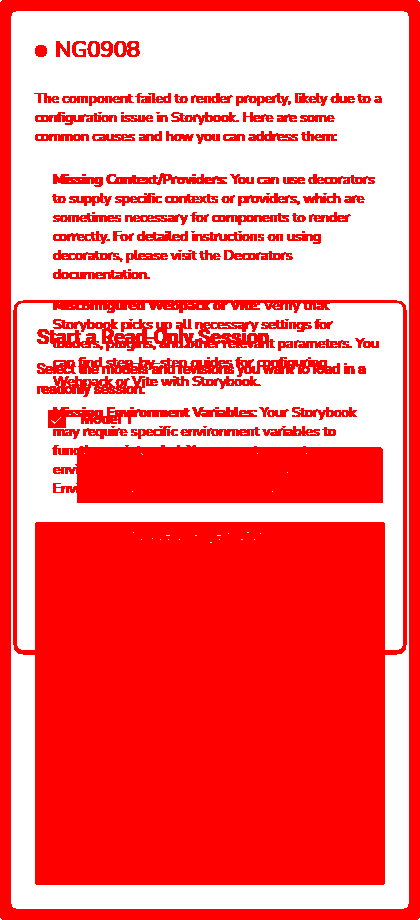 NG0908
The component failed to render properly, likely due to a
configuration issue in Storybook. Here are some
common causes and how you can address them:
Missing Context/Providers: You can use decorators
to supply specific contexts or providers, which are
sometimes necessary for components to render
correctly. For detailed instructions on using
decorators, please visit the Decorators
documentation.
Misconfigured Webpack or Vite: Verify that
Storybook picks up all necessary settings for
Start a Read-Only Session
loaders, plugins, and other relevant parameters. You
can find step-by-step guides for configuring
Select the models and revisions you want to load in a
Webpack or Vite with Storybook.
readonly session.
Missing Environment Variables: Your Storybook
Model 1
may require specific environment variables to